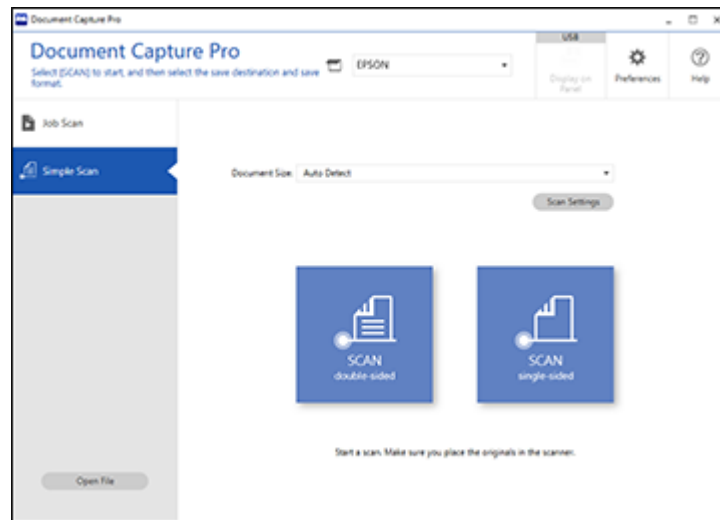 Document Capture Pro
Document Capture Pro
Select [SCAN] to start, and then select the save destination and save
format.
EPSON
USB
Display on
Panel
Preferences
Help
Job Scan
Simple Scan
Document Size:
Auto Detect
Scan Settings
SCAN
double-sided
SCAN
single-sided
Start a scan. Make sure you place the originals in the scanner.
Open File